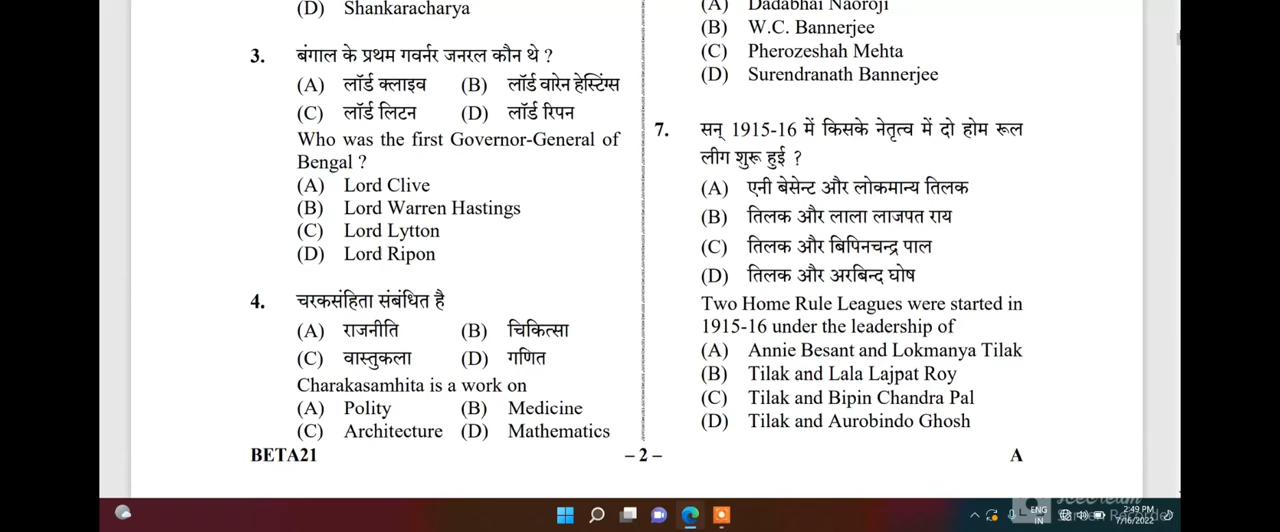 (D) Shankaracharya
3. बंगाल के प्रथम गवर्नर जनरल कौन थे ?
(A) लॉर्ड क्लाइव (B) लॉर्ड वारेन हेस्टिंग्स
(C) लॉर्ड लिटन (D) लॉर्ड रिपन
Who was the first Governor-General of
Bengal ?
(A) Lord Clive
(B) Lord Warren Hastings
(C) Lord Lytton
(D) Lord Ripon
4. चरकसंहिता संबंधित है
(A) राजनीति (B) चिकित्सा
(C) वास्तुकला (D) गणित
Charakasamhita is a work on
(A) Polity (B) Medicine
(C) Architecture (D) Mathematics
(A) Dadabhai Naoroji
(B) W.C. Bannerjee
(C) Pherozeshah Mehta
(D) Surendranath Bannerjee
7. सन् 1915-16 में किसके नेतृत्व में दो होम रूल
लीग शुरू हुई ?
(A) एनी बेसेन्ट और लोकमान्य तिलक
(B) तिलक और लाला लाजपत राय
(C) तिलक और बिपिनचन्द्र पाल
(D) तिलक और अरबिन्द घोष
Two Home Rule Leagues were started in
1915-16 under the leadership of
(A) Annie Besant and Lokmanya Tilak
(B) Tilak and Lala Lajpat Roy
(C) Tilak and Bipin Chandra Pal
(D) Tilak and Aurobindo Ghosh
BETA21 – 2 – A
ENG 2:49 PM
IN 7/16/2022